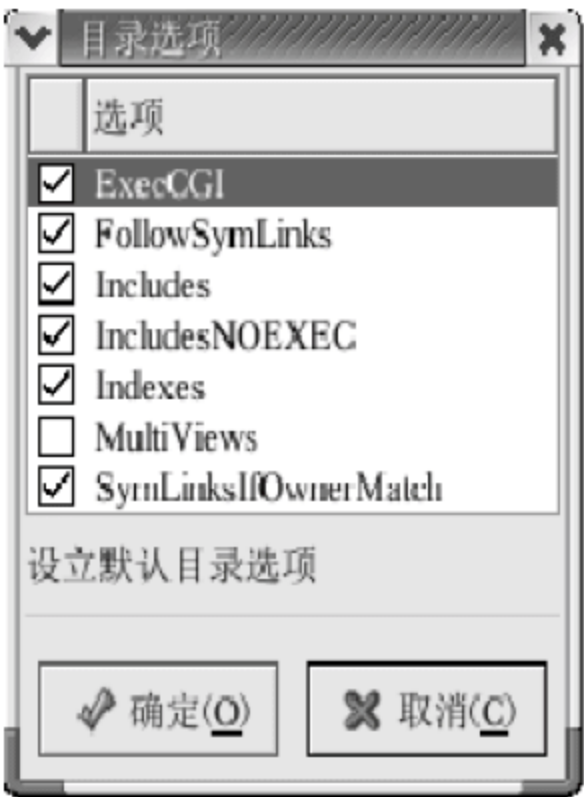 目录选项
选项
ExecCGI
FollowSymLinks
Includes
IncludesNOEXEC
Indexes
MultiViews
SymLinksIfOwnerMatch
设立默认目录选项
确定(O)
取消(C)